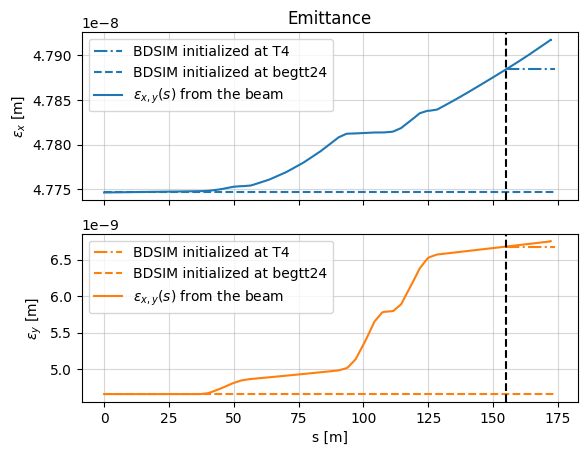 Emittance
1e−8
BDSIM initialized at T4
BDSIM initialized at begtt24
εx,y(s) from the beam
4.790
4.785
4.780
4.775
εx [m]
1e−9
BDSIM initialized at T4
BDSIM initialized at begtt24
εx,y(s) from the beam
6.5
6.0
5.5
5.0
εy [m]
0 25 50 75 100 125 150 175
s [m]